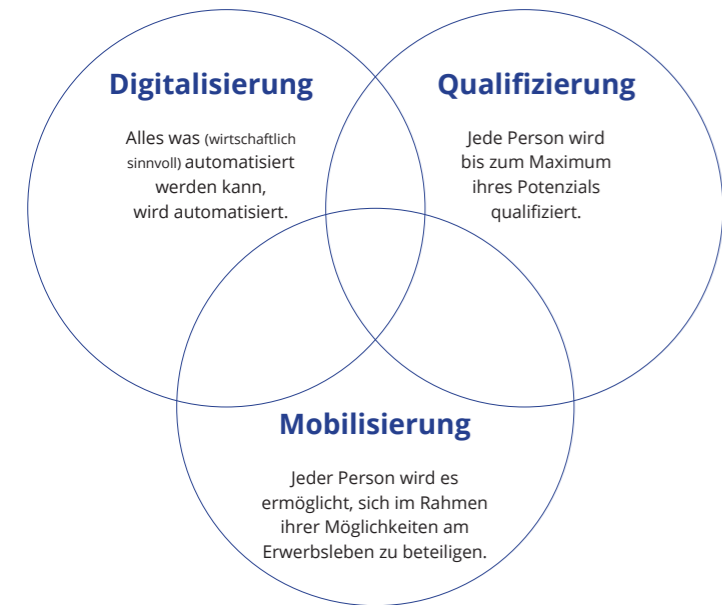 Digitalisierung
Alles was (wirtschaftlich
sinnvoll) automatisiert
werden kann,
wird automatisiert.
Qualifizierung
Jede Person wird
bis zum Maximum
ihres Potenzials
qualifiziert.
Mobilisierung
Jeder Person wird es
ermöglicht, sich im Rahmen
ihrer Möglichkeiten am
Erwerbsleben zu beteiligen.